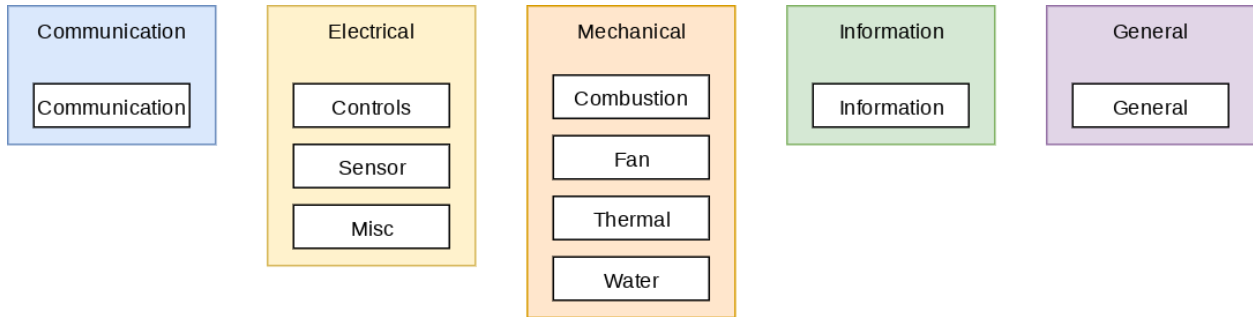 Communication
Communication
Electrical
Controls
Sensor
Misc
Mechanical
Combustion
Fan
Thermal
Water
Information
Information
General
General